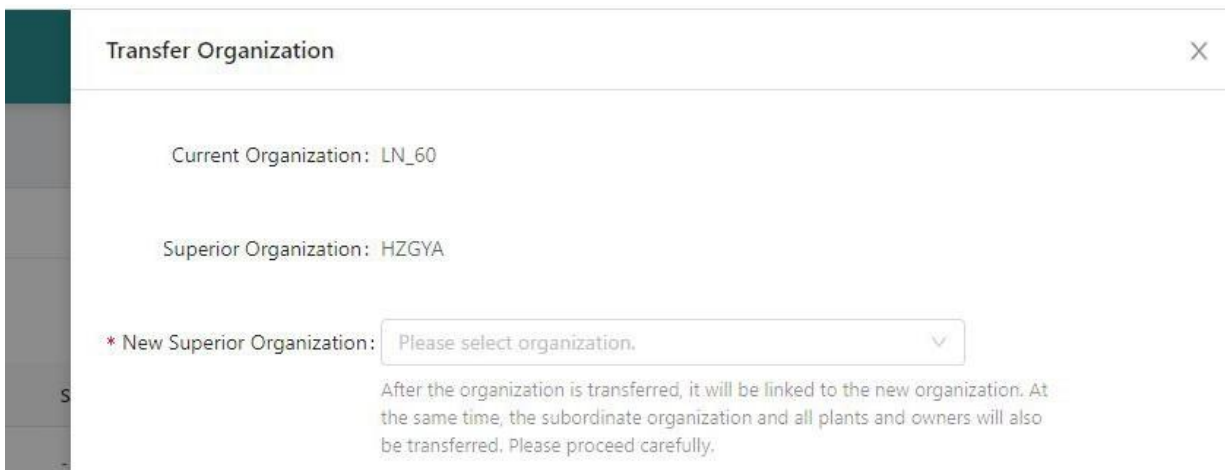 Transfer Organization
Current Organization: LN_60
Superior Organization: HZGYA
* New Superior Organization: Please select organization.
After the organization is transferred, it will be linked to the new organization. At
the same time, the subordinate organization and all plants and owners will also
be transferred. Please proceed carefully.
S
-